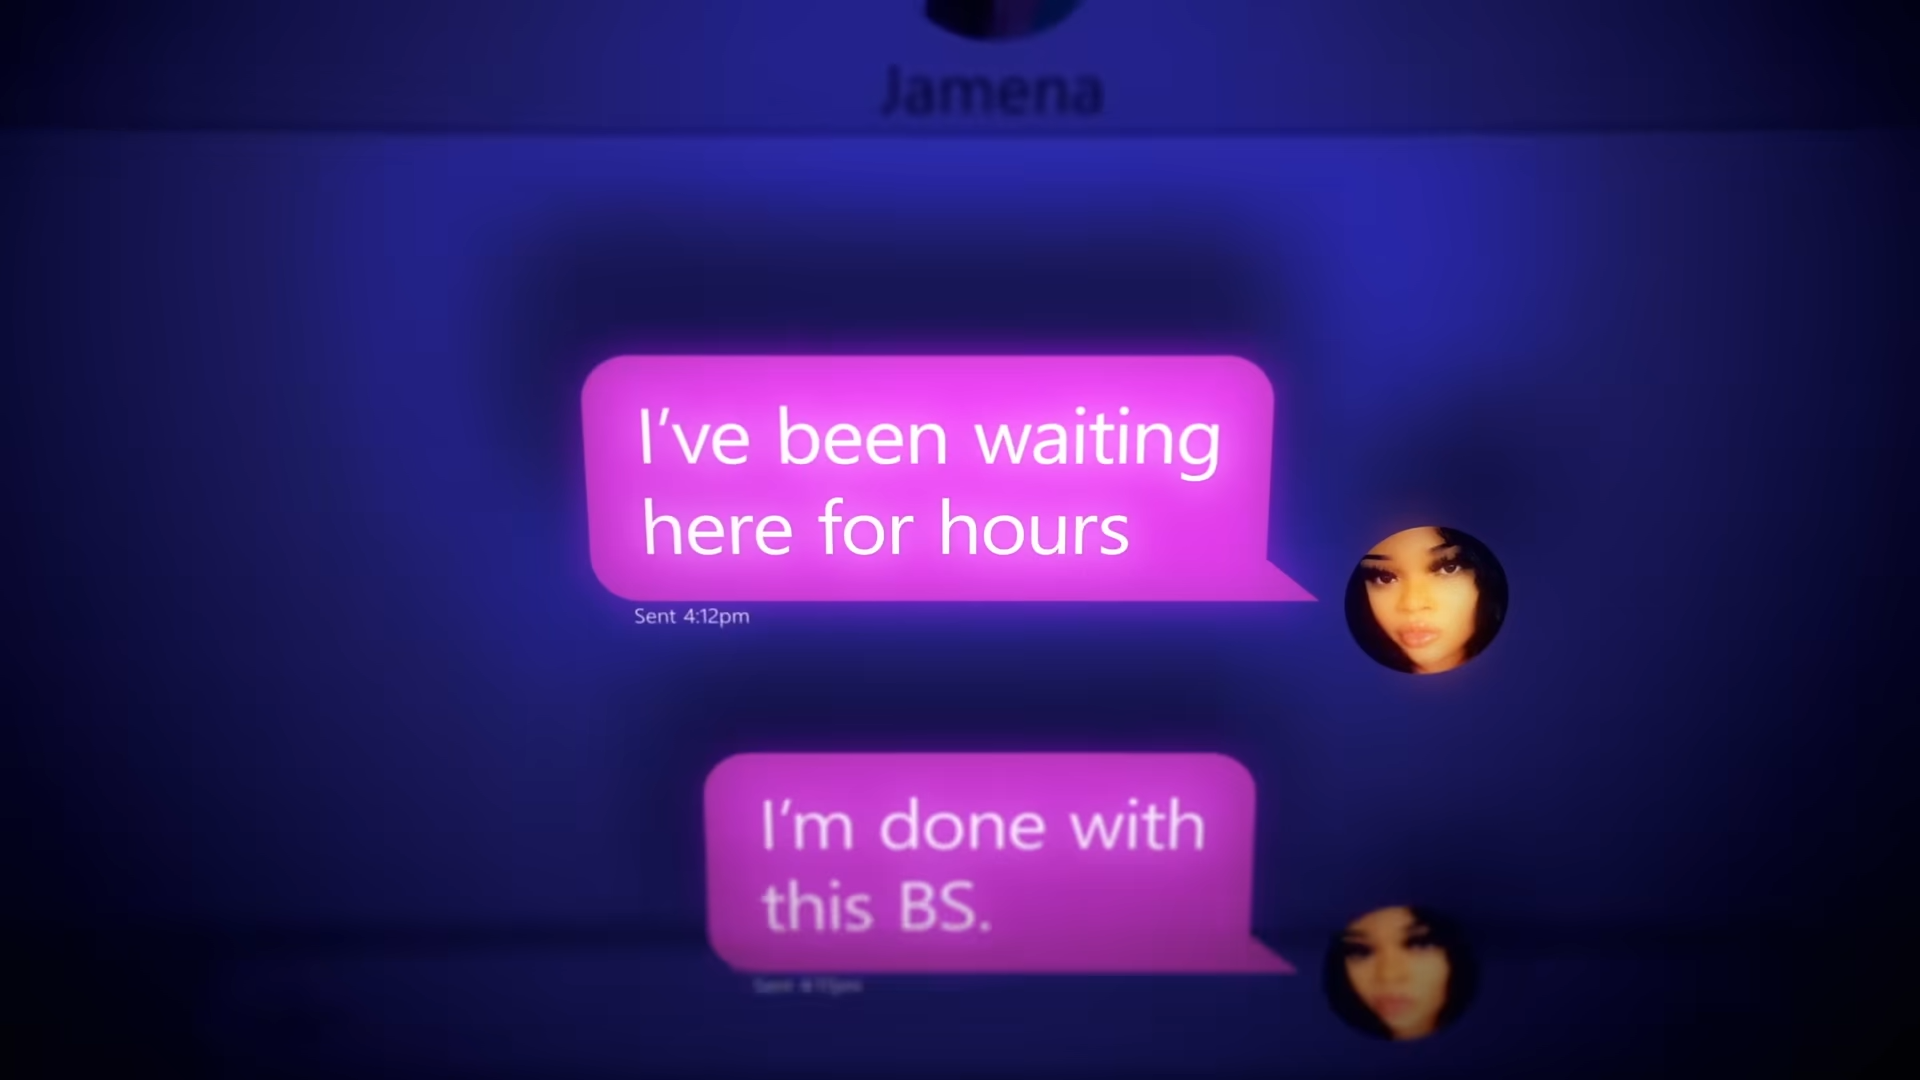 Jamena
I've been waiting
here for hours
Sent 4:12pm
I'm done with
this BS.